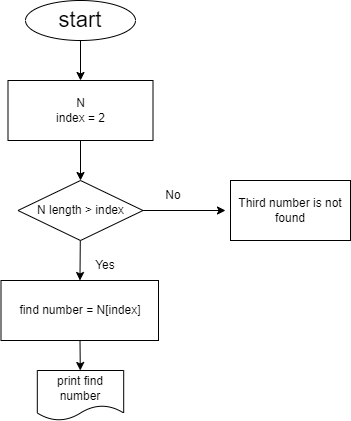 start
N
index = 2
N length > index
No
Third number is not
found
Yes
find number = N[index]
print find
number